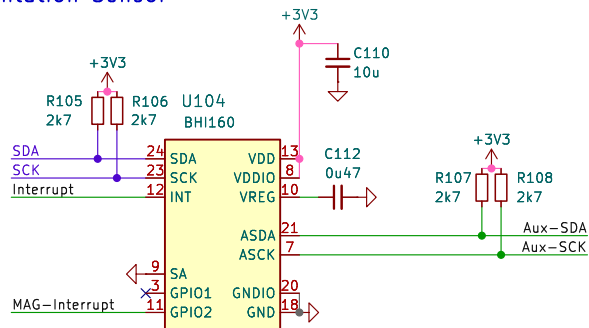 ntation Sensor
+3V3
C110
10u
+3V3
R105
2k7
R106
2k7
U104
BHI160
SDA
SCK
Interrupt
24
23
12
SDA
SCK
INT
VDD
VDDIO
VREG
13
8
10
C112
0u47
+3V3
R107
2k7
R108
2k7
ASDA
ASCK
21
7
Aux-SDA
Aux-SCK
9
3
11
SA
GPIO1
GPIO2
GNDIO
GND
20
18
MAG-Interrupt